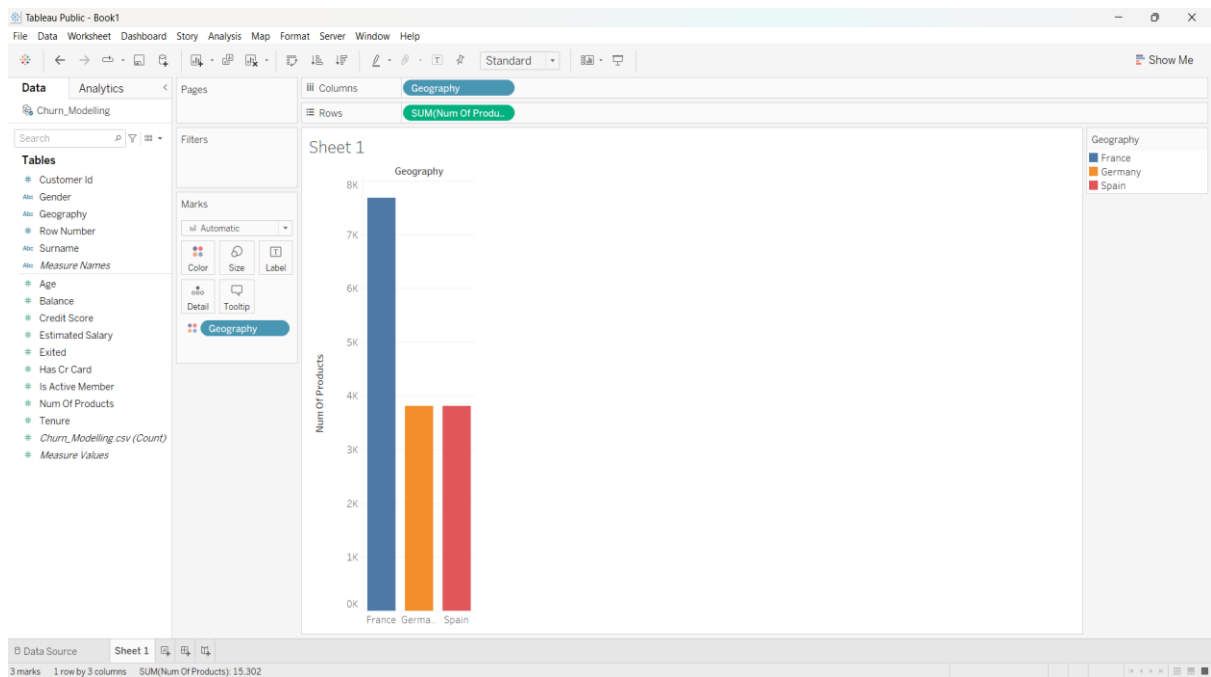 Tableau Public - Book1
File Data Worksheet Dashboard Story Analysis Map Format Server Window Help
Standard
Show Me
Data Analytics
Churn_Modelling
Search
Tables
# Customer Id
Abc Gender
Abc Geography
# Row Number
Abc Surname
Abc Measure Names
# Age
# Balance
# Credit Score
# Estimated Salary
# Exited
# Has Cr Card
# Is Active Member
# Num Of Products
# Tenure
# Churn_Modelling.csv (Count)
# Measure Values
Pages
Filters
Marks
Automatic
Color Size Label
Detail Tooltip
Geography
Columns Geography
Rows SUM(Num Of Produ..
Sheet 1
Geography
8K
7K
6K
5K
4K
3K
2K
1K
0K
Num Of Products
France Germa.. Spain
Geography
France
Germany
Spain
Data Source Sheet 1
3 marks 1 row by 3 columns SUM(Num Of Products): 15,302